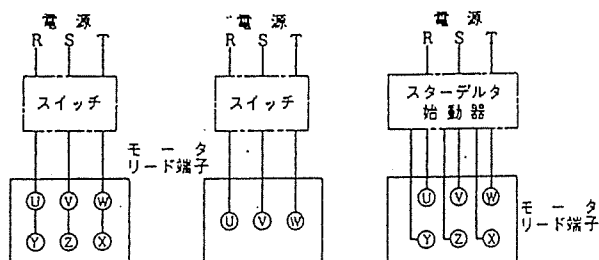 電源
R S T
スイッチ
モータ
リード端子
U V W
Y Z X
電源
R S T
スイッチ
U V W
電源
R S T
スターデルタ
始動器
U V W
Y Z X
モータ
リード端子